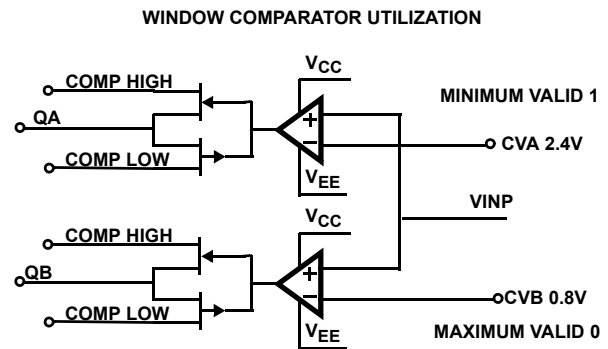 WINDOW COMPARATOR UTILIZATION
VCC
COMP HIGH
MINIMUM VALID 1
QA
+
−
CVA 2.4V
COMP LOW
VEE
VINP
VCC
COMP HIGH
QB
+
−
CVB 0.8V
COMP LOW
VEE
MAXIMUM VALID 0